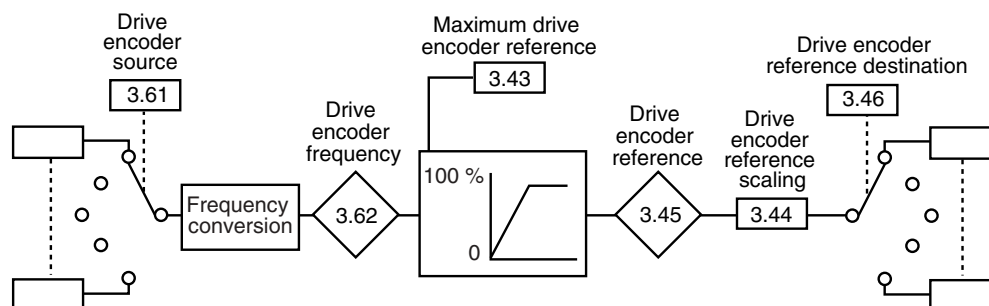 Drive
encoder
source
3.61
Frequency
conversion
Drive
encoder
frequency
3.62
Maximum drive
encoder reference
3.43
100 %
0
Drive
encoder
reference
3.45
Drive
encoder
reference
scaling
3.44
Drive encoder
reference destination
3.46